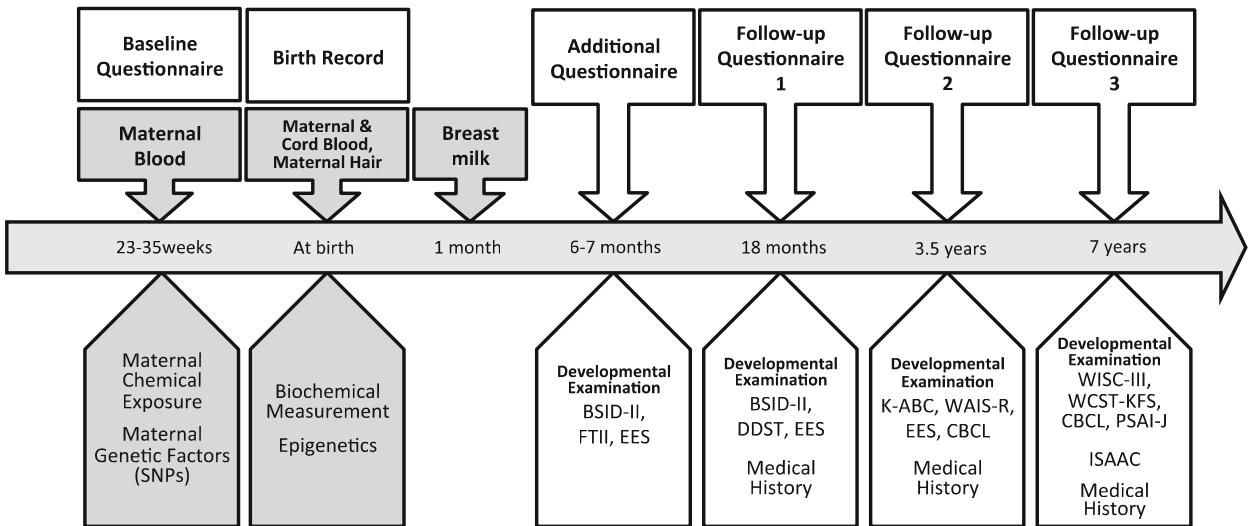 Baseline
Questionnaire
Birth Record
Additional
Questionnaire
Follow-up
Questionnaire
1
Follow-up
Questionnaire
2
Follow-up
Questionnaire
3
Maternal
Blood
Maternal &
Cord Blood,
Maternal Hair
Breast
milk
23-35weeks
At birth
1 month
6-7 months
18 months
3.5 years
7 years
Maternal
Chemical
Exposure
Maternal
Genetic Factors
(SNPs)
Biochemical
Measurement
Epigenetics
Developmental
Examination
BSID-II,
FTII, EES
Developmental
Examination
BSID-II,
DDST, EES
Medical
History
Developmental
Examination
K-ABC, WAIS-R,
EES, CBCL
Medical
History
Developmental
Examination
WISC-III,
WCST-KFS,
CBCL, PSAI-J
ISAAC
Medical
History